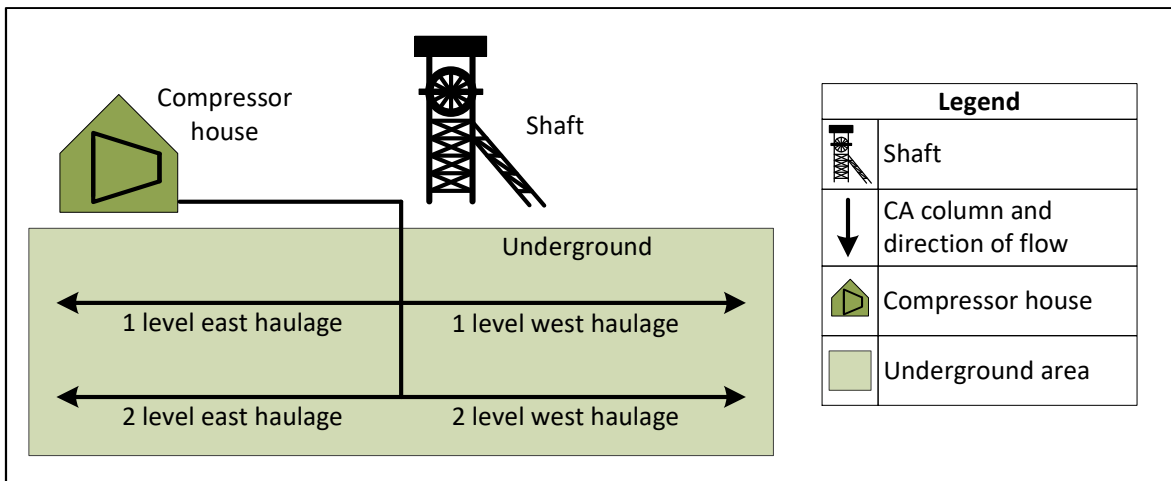 Compressor
house
Shaft
Underground
1 level east haulage
1 level west haulage
2 level east haulage
2 level west haulage
Legend
Shaft
CA column and
direction of flow
Compressor house
Underground area